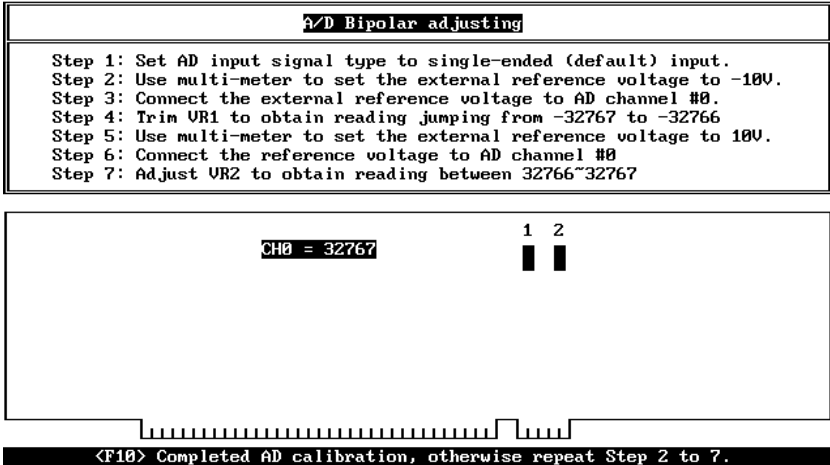 A/D Bipolar adjusting
Step 1: Set AD input signal type to single-ended (default) input.
Step 2: Use multi-meter to set the external reference voltage to -10V.
Step 3: Connect the external reference voltage to AD channel #0.
Step 4: Trim VR1 to obtain reading jumping from -32767 to -32766
Step 5: Use multi-meter to set the external reference voltage to 10V.
Step 6: Connect the reference voltage to AD channel #0
Step 7: Adjust VR2 to obtain reading between 32766~32767
1 2
CH0 = 32767
<F10> Completed AD calibration, otherwise repeat Step 2 to 7.